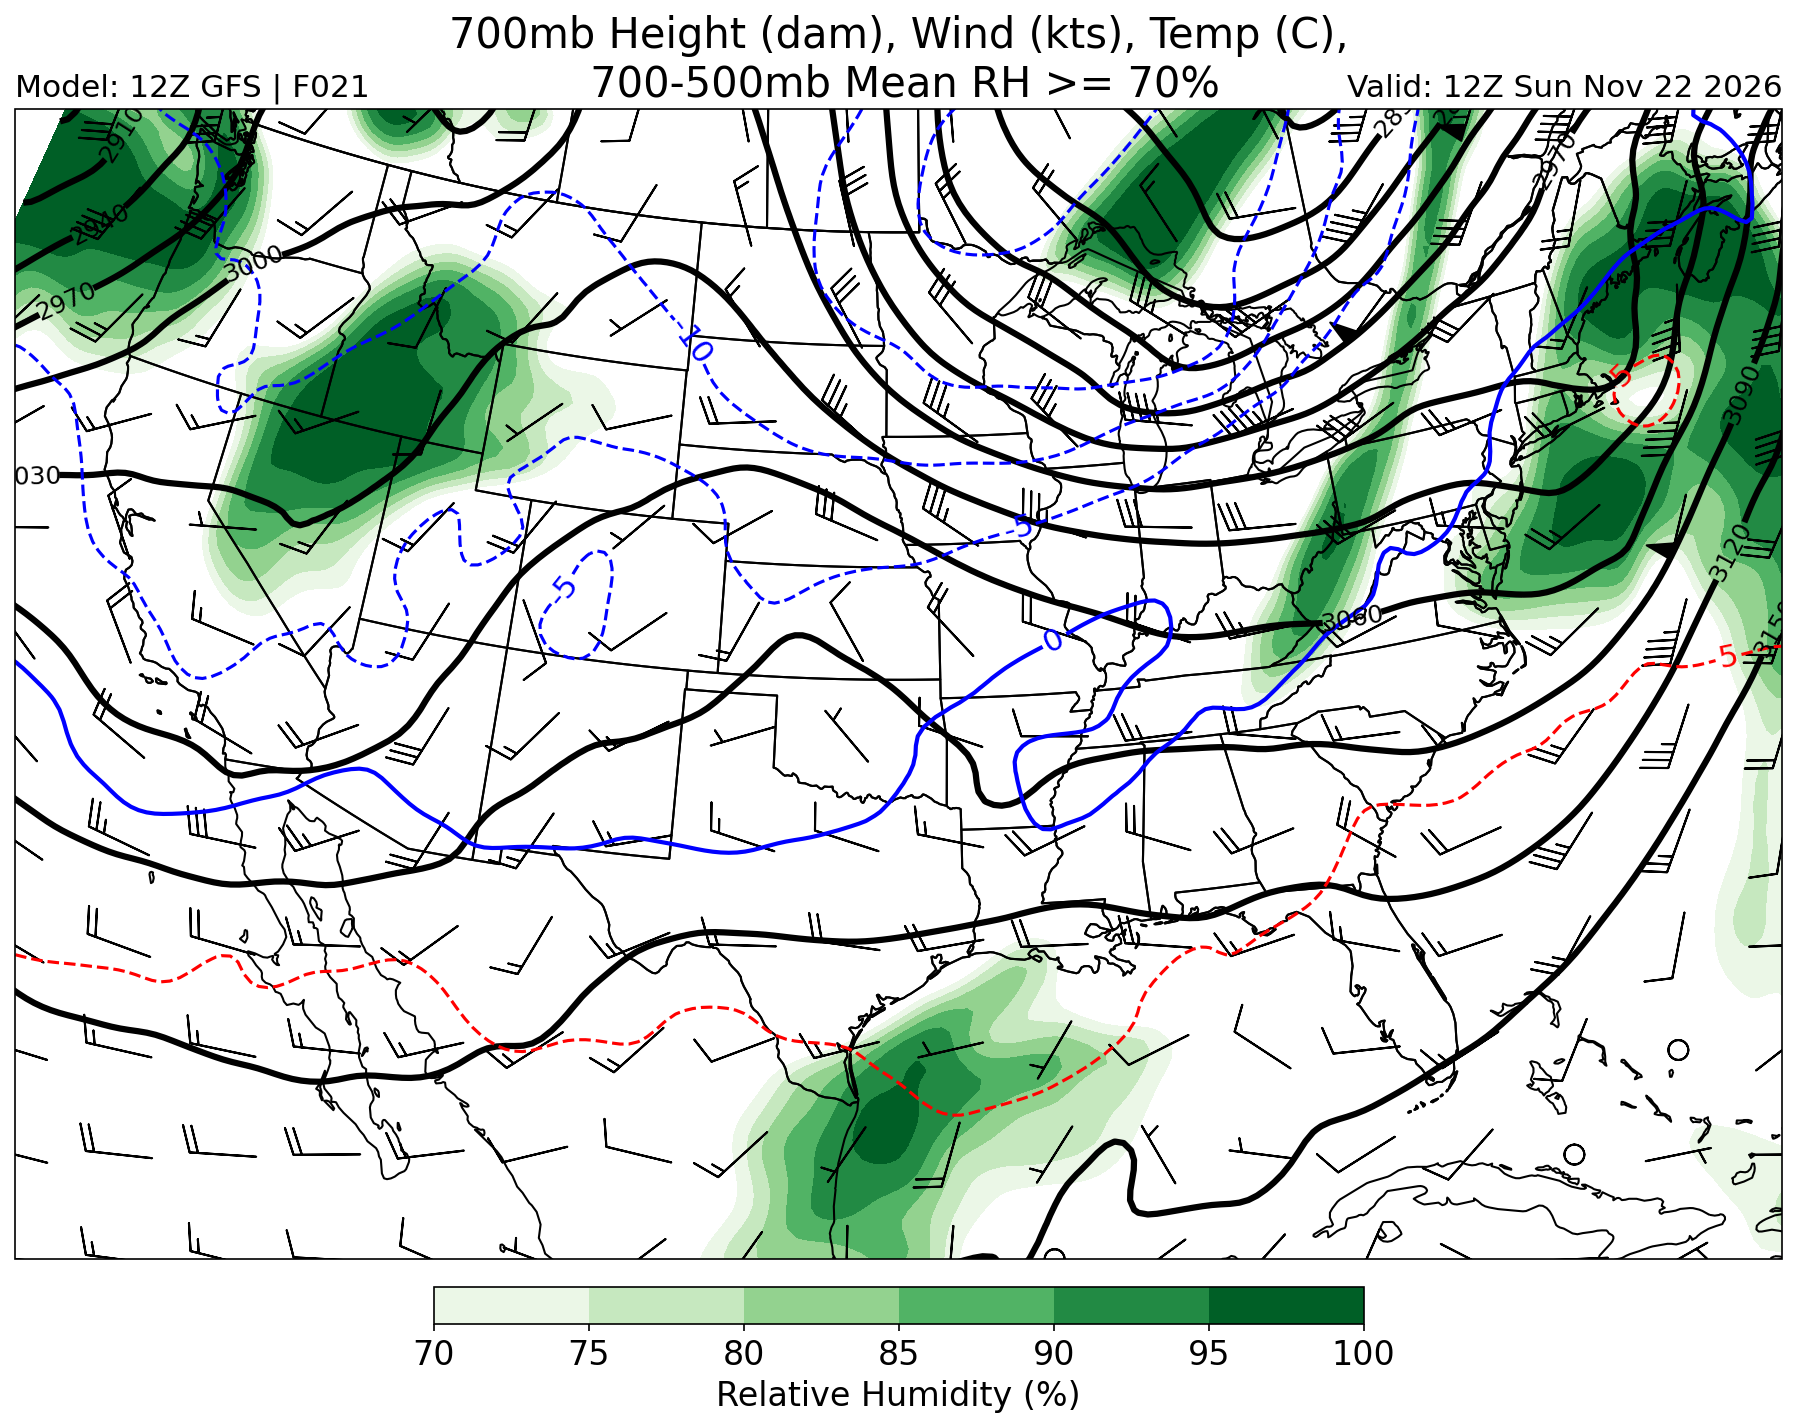 700mb Height (dam), Wind (kts), Temp (C),
700-500mb Mean RH >= 70%
Model: 12Z GFS | F021
Valid: 12Z Sun Nov 22 2026
2910
2940
2970
3000
030
2970
3060
3090
3120
-10
-5
-5
0
5
5
70 75 80 85 90 95 100
Relative Humidity (%)